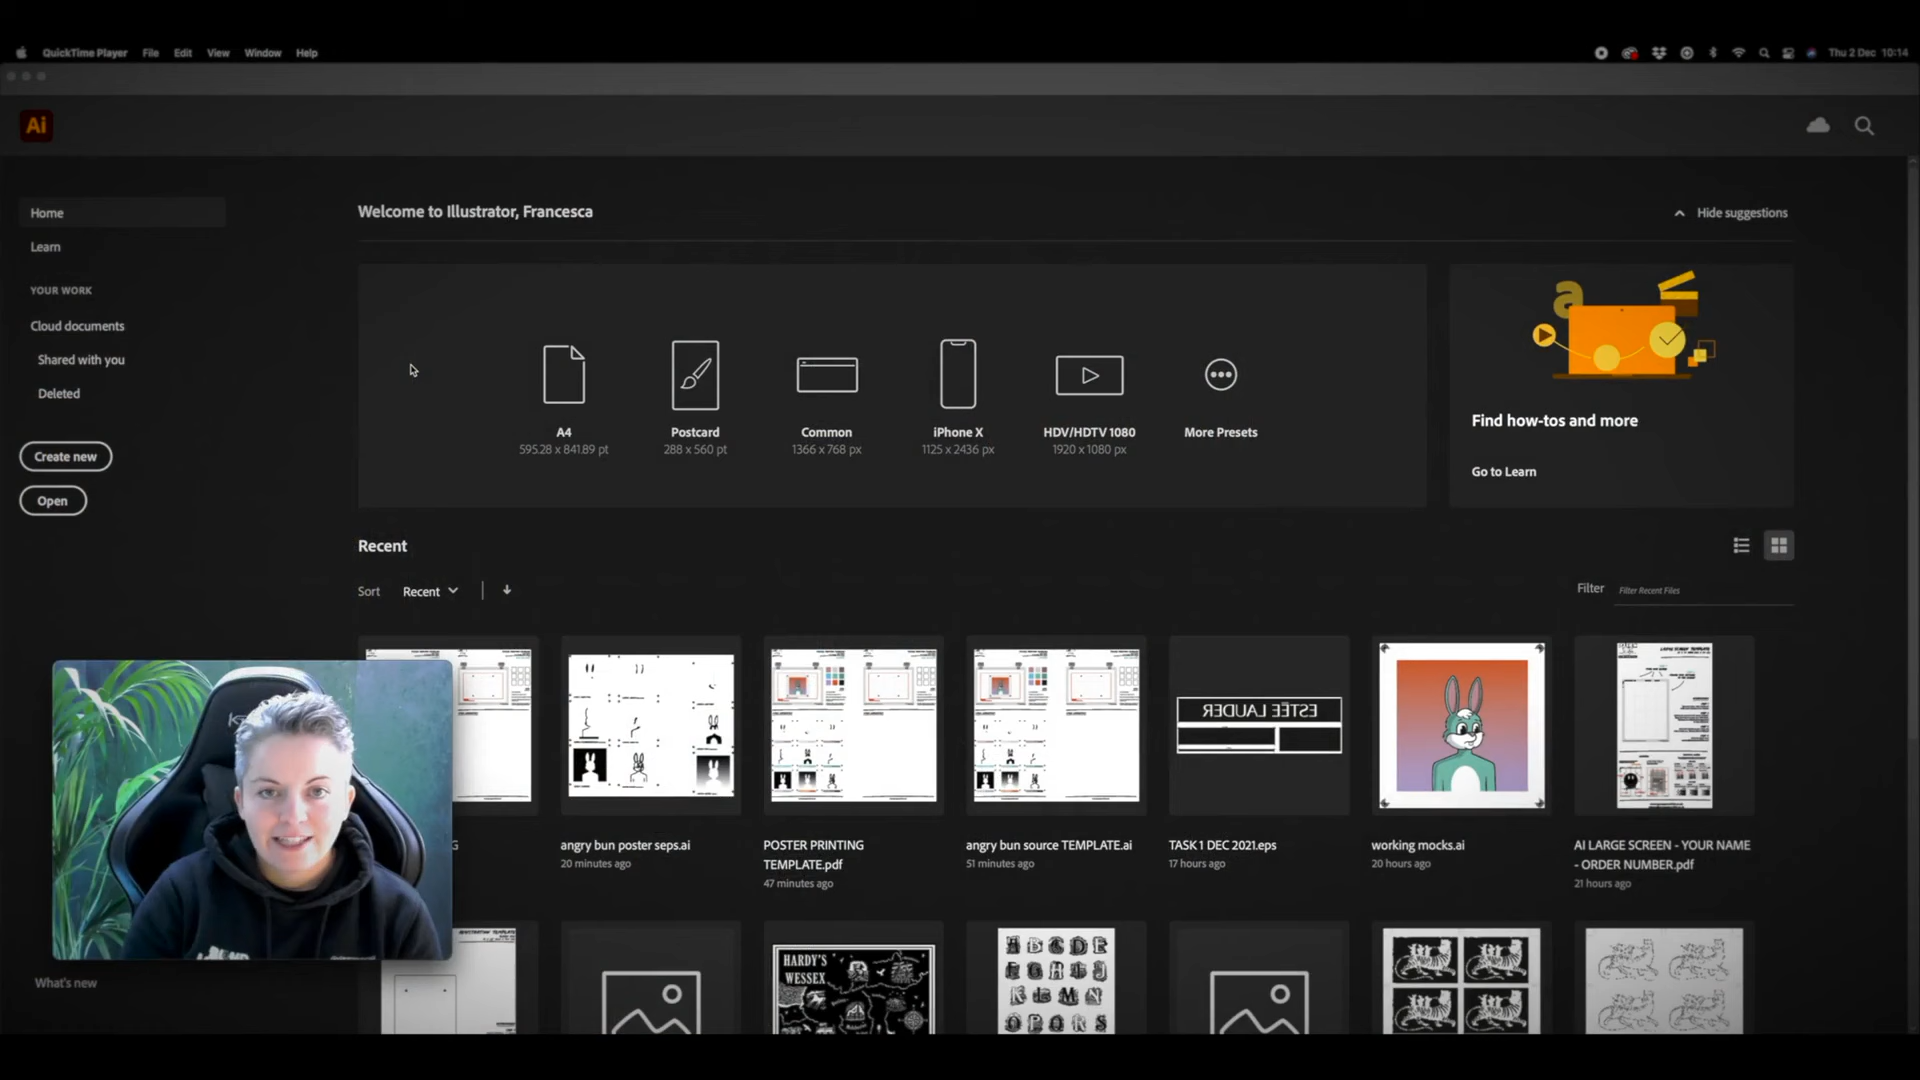 QuickTime Player File Edit View Window Help
Thu 2 Dec 10:14
Ai
Home
Learn
YOUR WORK
Cloud documents
Shared with you
Deleted
Create new
Open
What's new
Welcome to Illustrator, Francesca
Hide suggestions
A4
595.28 x 841.89 pt
Postcard
288 x 560 pt
Common
1366 x 768 px
iPhone X
1125 x 2436 px
HDV/HDTV 1080
1920 x 1080 px
More Presets
a
Find how-tos and more
Go to Learn
Recent
Sort Recent
Filter Filter Recent Files
ESTÉE LAUDER
G
angry bun poster seps.ai
20 minutes ago
POSTER PRINTING
TEMPLATE.pdf
47 minutes ago
angry bun source TEMPLATE.ai
51 minutes ago
TASK 1 DEC 2021.eps
17 hours ago
working mocks.ai
20 hours ago
AI LARGE SCREEN - YOUR NAME
- ORDER NUMBER.pdf
21 hours ago
HARDY'S
WESSEX
A B C D E